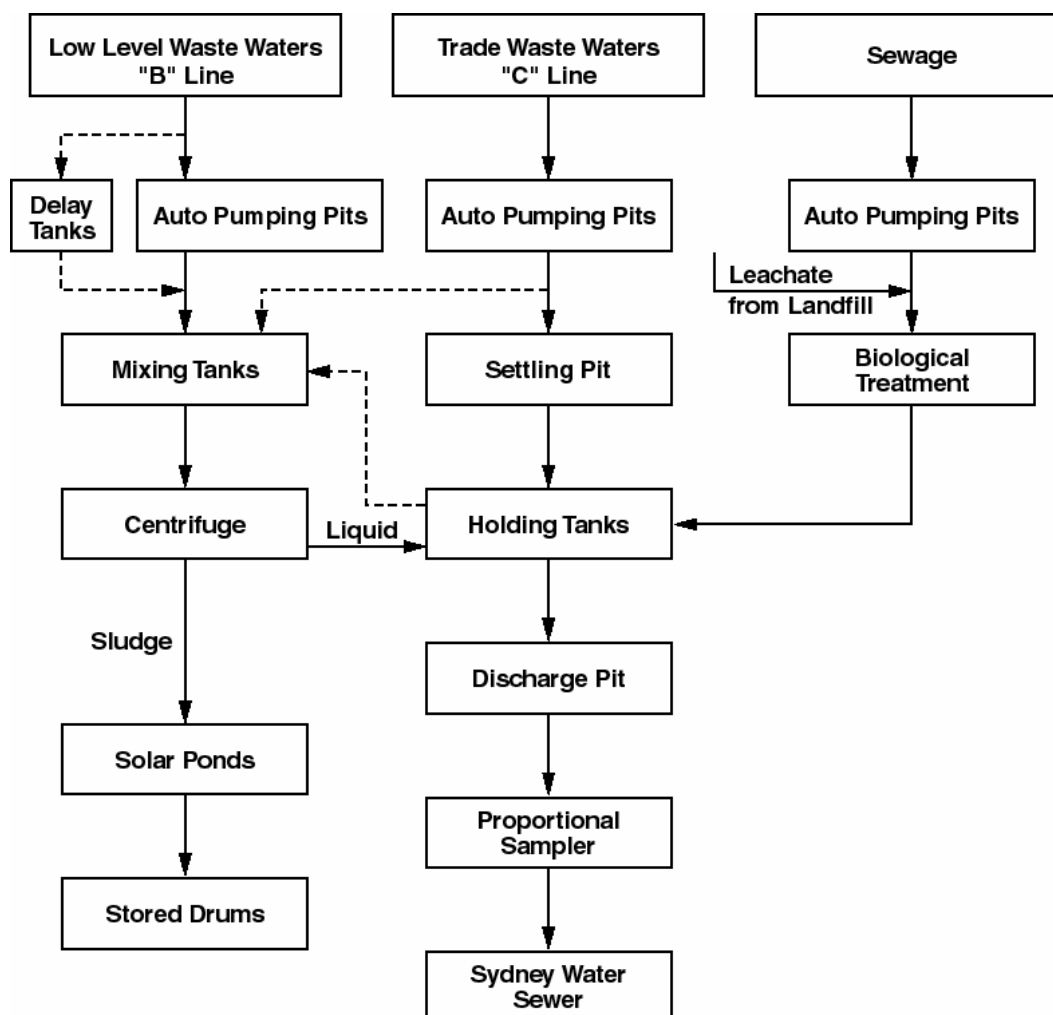 Low Level Waste Waters
"B" Line
Trade Waste Waters
"C" Line
Sewage
Delay
Tanks
Auto Pumping Pits
Auto Pumping Pits
Auto Pumping Pits
Leachate
from Landfill
Mixing Tanks
Settling Pit
Biological
Treatment
Centrifuge
Liquid
Holding Tanks
Sludge
Discharge Pit
Solar Ponds
Proportional
Sampler
Stored Drums
Sydney Water
Sewer